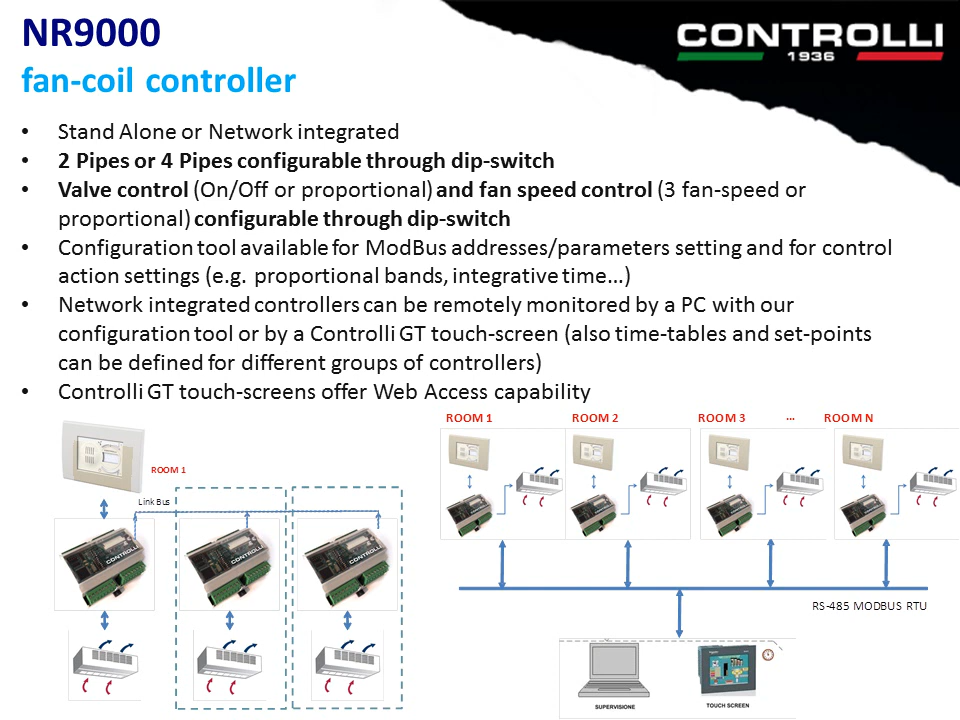 NR9000
CONTROLLI
1936
fan-coil controller
• Stand Alone or Network integrated
• 2 Pipes or 4 Pipes configurable through dip-switch
• Valve control (On/Off or proportional) and fan speed control (3 fan-speed or
proportional) configurable through dip-switch
• Configuration tool available for ModBus addresses/parameters setting and for control
action settings (e.g. proportional bands, integrative time…)
• Network integrated controllers can be remotely monitored by a PC with our
configuration tool or by a Controlli GT touch-screen (also time-tables and set-points
can be defined for different groups of controllers)
• Controlli GT touch-screens offer Web Access capability
ROOM 1
Link Bus
CONTROLLI
CONTROLLI
CONTROLLI
ROOM 1 ROOM 2 ROOM 3 … ROOM N
RS-485 MODBUS RTU
SUPERVISIONE
TOUCH SCREEN